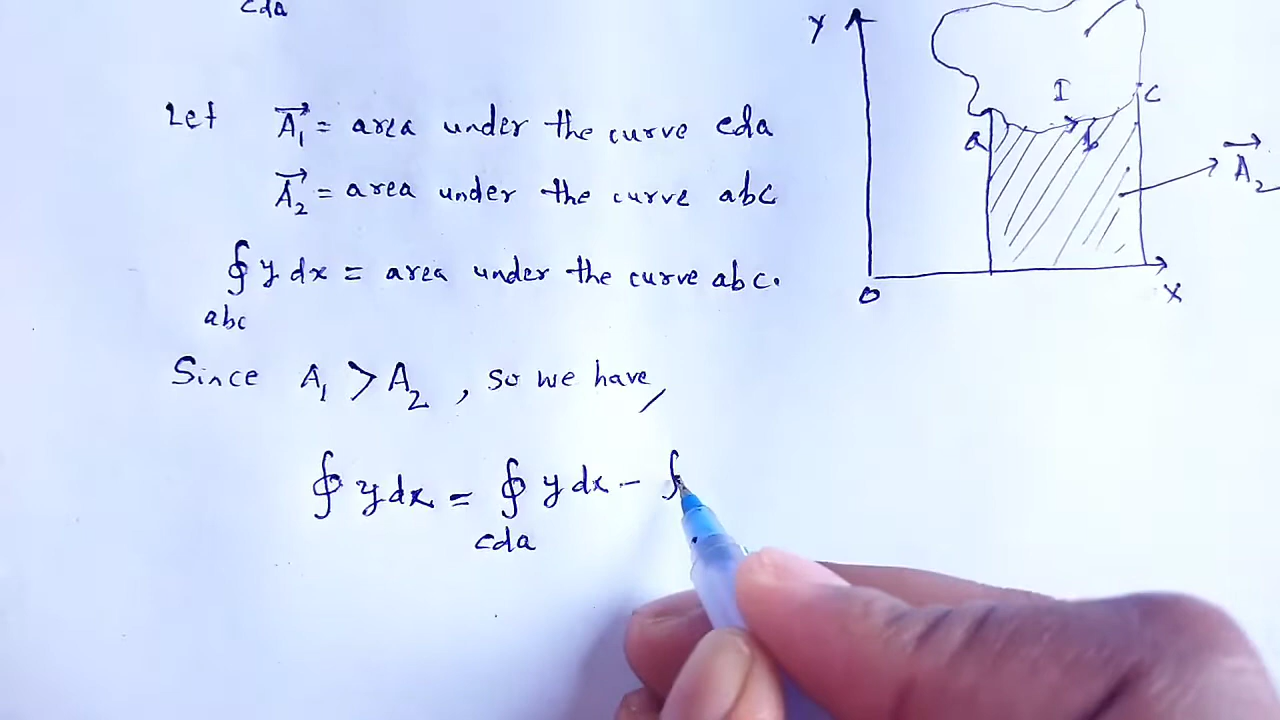 cda
Let A₁⃗ = area under the curve cda
A₂⃗ = area under the curve abc
∮ y dx = area under the curve abc.
abc
Since A₁ > A₂ , so we have,
∮ y dx = ∮ y dx - ∮
cda
Y
I
c
a
b
A₂⃗
O
X